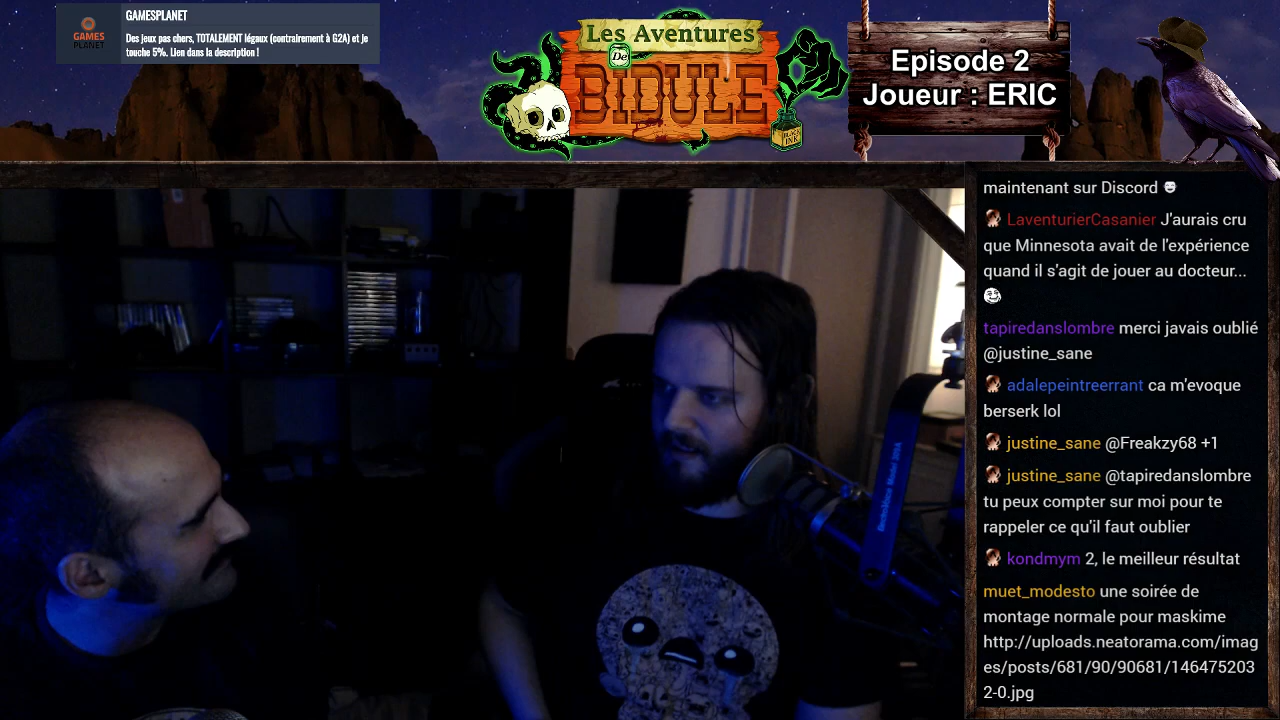 GAMESPLANET
GAMES
PLANET
Des jeux pas chers, TOTALEMENT légaux (contrairement à G2A) et je
touche 5%. Lien dans la description !
Les Aventures
De
BIDULE
BLACK
INK
Episode 2
Joueur : ERIC
maintenant sur Discord
LaventurierCasanier J'aurais cru
que Minnesota avait de l'expérience
quand il s'agit de jouer au docteur...
tapiredanslombre merci javais oublié
@justine_sane
adalepeintreerrant ca m'evoque
berserk lol
justine_sane @Freakzy68 +1
justine_sane @tapiredanslombre
tu peux compter sur moi pour te
rappeler ce qu'il faut oublier
kondmym 2, le meilleur résultat
muet_modesto une soirée de
montage normale pour maskime
http://uploads.neatorama.com/imag
es/posts/681/90/90681/146475203
2-0.jpg